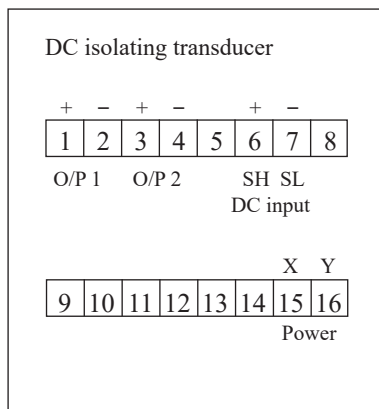 DC isolating transducer
+ − + − + −
1 2 3 4 5 6 7 8
O/P 1 O/P 2 SH SL
DC input
X Y
9 10 11 12 13 14 15 16
Power